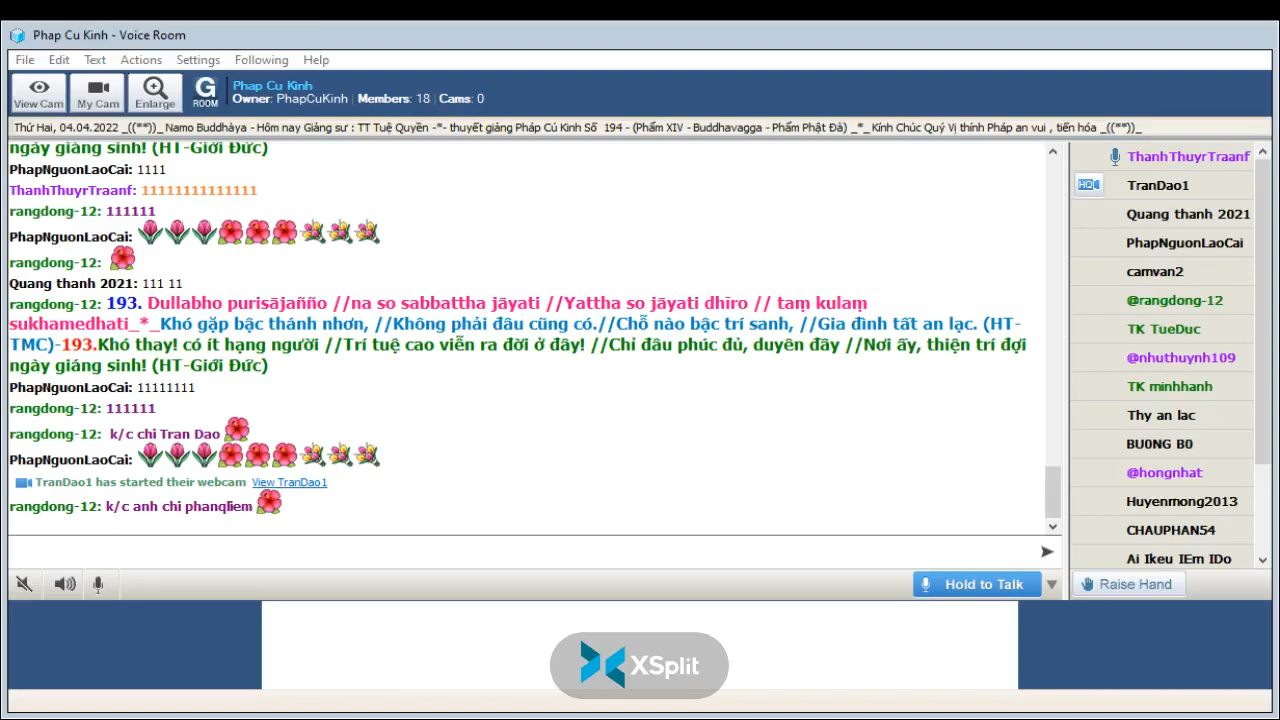 Phap Cu Kinh - Voice Room
File Edit Text Actions Settings Following Help
View Cam My Cam Enlarge G ROOM
Phap Cu Kinh
Owner: PhapCuKinh | Members: 18 | Cams: 0
Thứ Hai, 04.04.2022 _((**))_ Namo Buddhàya - Hôm nay Giảng sư : TT Tuệ Quyền -*- thuyết giảng Pháp Cú Kinh Số 194 - (Phẩm XIV - Buddhavagga - Phẩm Phật Đà) _*_ Kính Chúc Quý Vị thính Pháp an vui , tiến hóa _((**))_
ngày giáng sinh! (HT-Giới Đức)
PhapNguonLaoCai: 1111
ThanhThuyrTraanf: 11111111111111
rangdong-12: 111111
PhapNguonLaoCai:
rangdong-12:
Quang thanh 2021: 111 11
rangdong-12: 193. Dullabho purisājañño //na so sabbattha jāyati //Yattha so jāyati dhīro // taṃ kulaṃ
sukhamedhati_*_Khó gặp bậc thánh nhơn, //Không phải đâu cũng có.//Chỗ nào bậc trí sanh, //Gia đình tất an lạc. (HT-
TMC)-193.Khó thay! có ít hạng người //Trí tuệ cao viễn ra đời ở đây! //Chỉ đâu phúc đủ, duyên đầy //Nơi ấy, thiện trí đợi
ngày giáng sinh! (HT-Giới Đức)
PhapNguonLaoCai: 11111111
rangdong-12: 111111
rangdong-12: k/c chi Tran Dao
PhapNguonLaoCai:
TranDao1 has started their webcam View TranDao1
rangdong-12: k/c anh chi phanqliem
Hold to Talk
ThanhThuyrTraanf
HQ TranDao1
Quang thanh 2021
PhapNguonLaoCai
camvan2
@rangdong-12
TK TueDuc
@nhuthuynh109
TK minhhanh
Thy an lac
BU0NG B0
@hongnhat
Huyenmong2013
CHAUPHAN54
Ai Ikeu IEm IDo
Raise Hand
XSplit